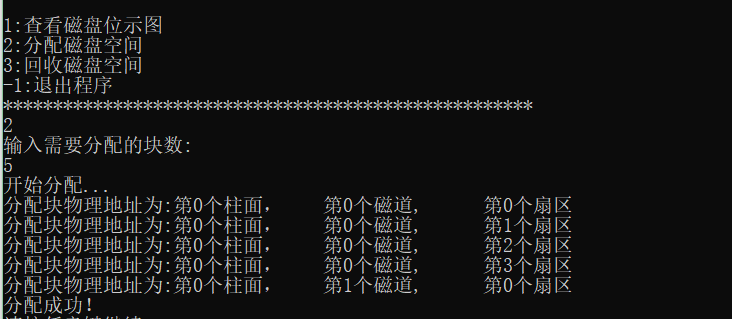 1:查看磁盘位示图
2:分配磁盘空间
3:回收磁盘空间
-1:退出程序
*****************************************************
2
输入需要分配的块数:
5
开始分配...
分配块物理地址为:第0个柱面,    第0个磁道,      第0个扇区
分配块物理地址为:第0个柱面,    第0个磁道,      第1个扇区
分配块物理地址为:第0个柱面,    第0个磁道,      第2个扇区
分配块物理地址为:第0个柱面,    第0个磁道,      第3个扇区
分配块物理地址为:第0个柱面,    第1个磁道,      第0个扇区
分配成功!